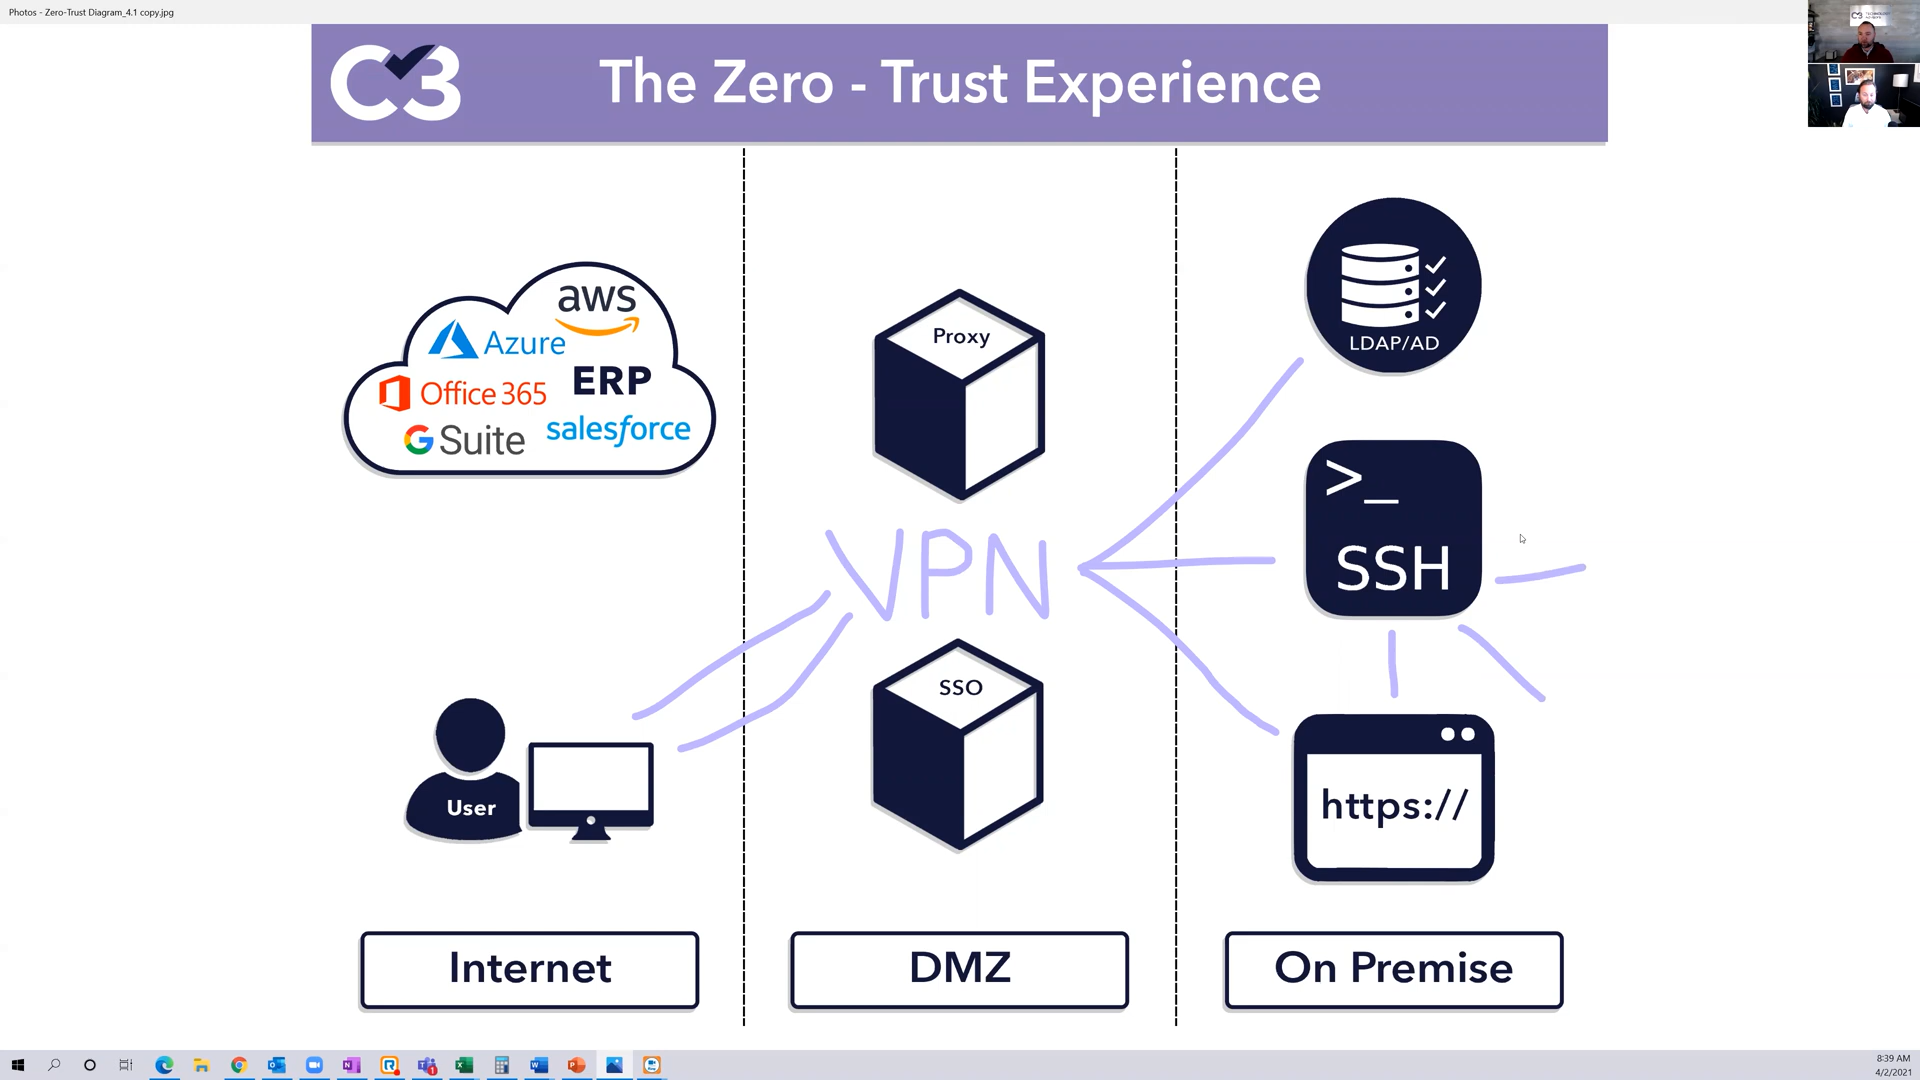 Photos - Zero-Trust Diagram_4.1 copy.jpg
C3
The Zero - Trust Experience
aws
Azure
ERP
Office 365
salesforce
G Suite
Proxy
LDAP/AD
>_
SSH
VPN
SSO
User
https://
Internet
DMZ
On Premise
8:39 AM
4/2/2021